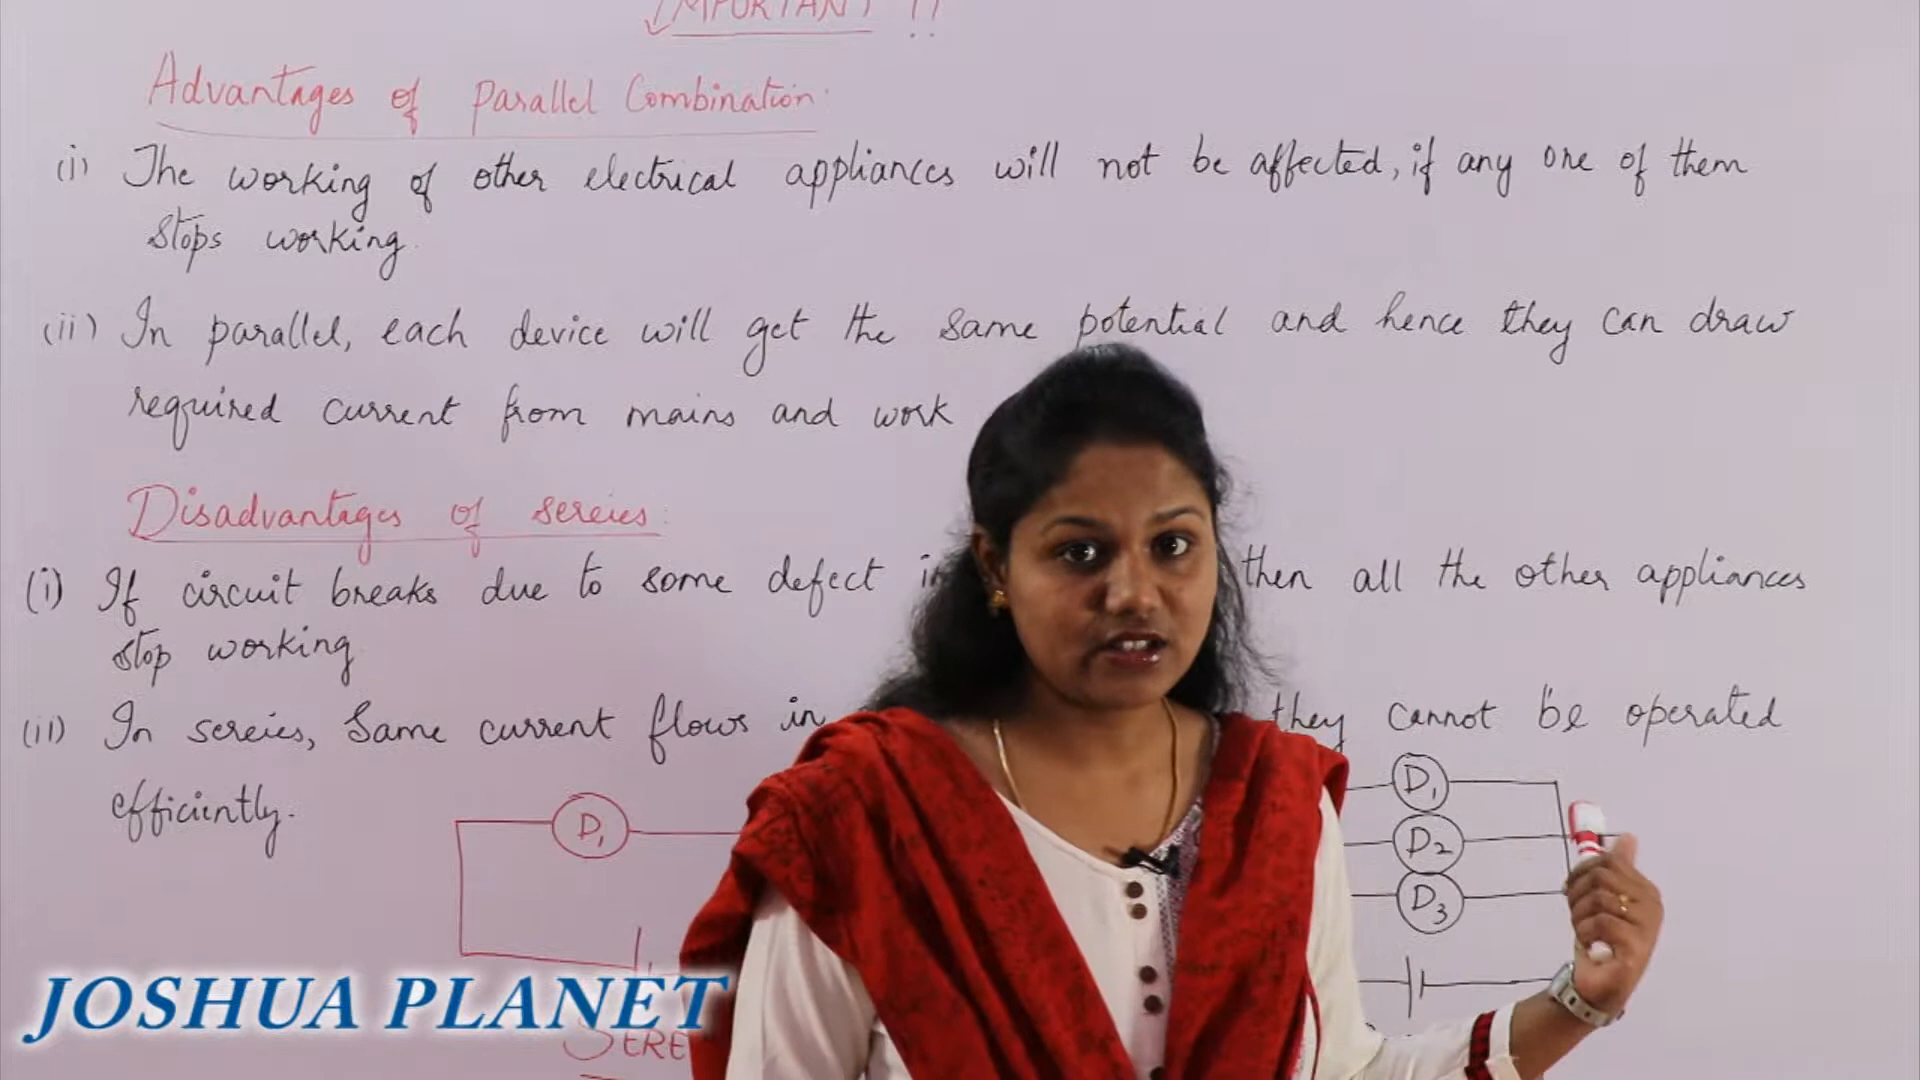 IMPORTANT !!
Advantages of Parallel Combination.
(i) The working of other electrical appliances will not be affected, if any one of them
stops working.
(ii) In parallel, each device will get the same potential and hence they can draw
required current from mains and work
Disadvantages of sereies:
(i) If circuit breaks due to some defect in then all the other appliances
stop working.
(ii) In sereies, Same current flows in they cannot be operated
efficiently.
D1
D1
D2
D3
JOSHUA PLANET
SERE